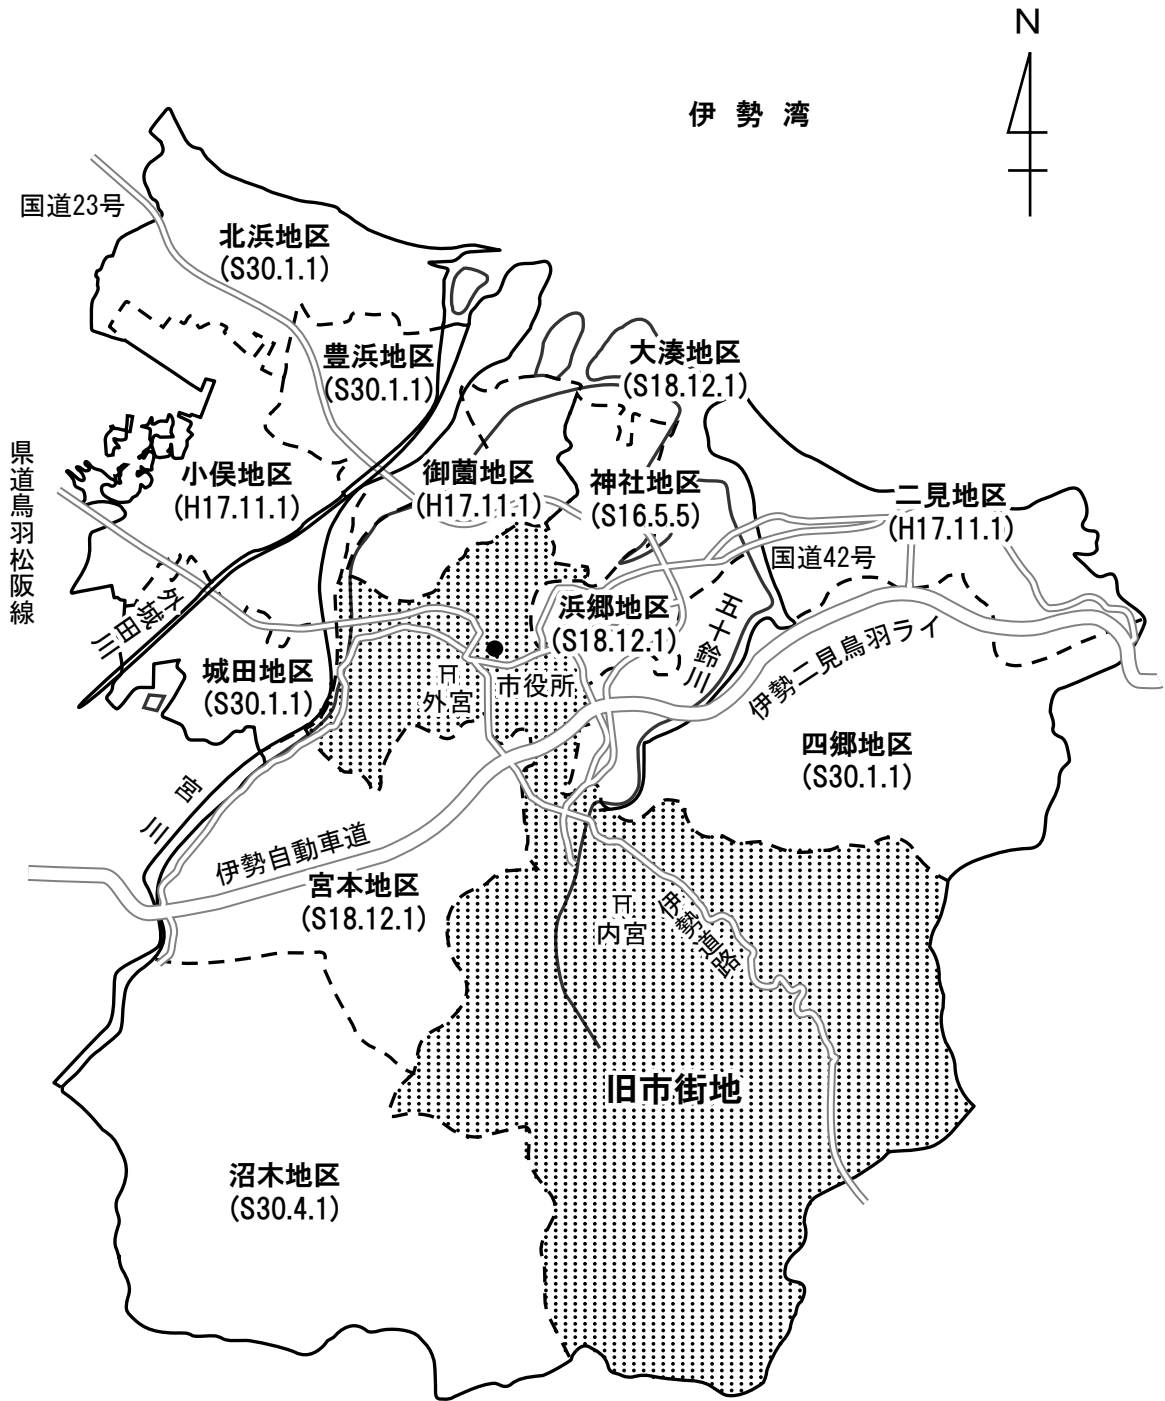 N
伊勢湾
国道23号
北浜地区
(S30.1.1)
豊浜地区
(S30.1.1)
大湊地区
(S18.12.1)
県道鳥羽松阪線
小俣地区
(H17.11.1)
御薗地区
(H17.11.1)
神社地区
(S16.5.5)
二見地区
(H17.11.1)
国道42号
外城田川
浜郷地区
(S18.12.1)
五十鈴川
伊勢二見鳥羽ライ
城田地区
(S30.1.1)
外宮
市役所
四郷地区
(S30.1.1)
宮川
伊勢自動車道
宮本地区
(S18.12.1)
内宮
伊勢道路
旧市街地
沼木地区
(S30.4.1)